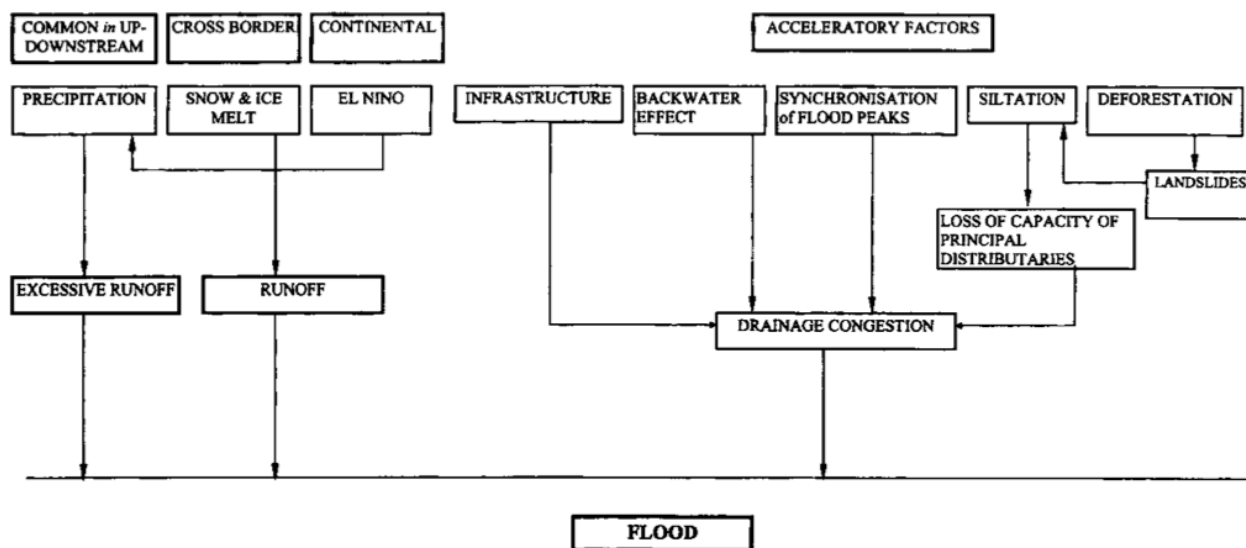 COMMON in UP-
DOWNSTREAM
CROSS BORDER
CONTINENTAL
ACCELERATORY FACTORS
PRECIPITATION
SNOW & ICE
MELT
EL NINO
INFRASTRUCTURE
BACKWATER
EFFECT
SYNCHRONISATION
of FLOOD PEAKS
SILTATION
DEFORESTATION
LANDSLIDES
LOSS OF CAPACITY OF
PRINCIPAL
DISTRIBUTARIES
EXCESSIVE RUNOFF
RUNOFF
DRAINAGE CONGESTION
FLOOD